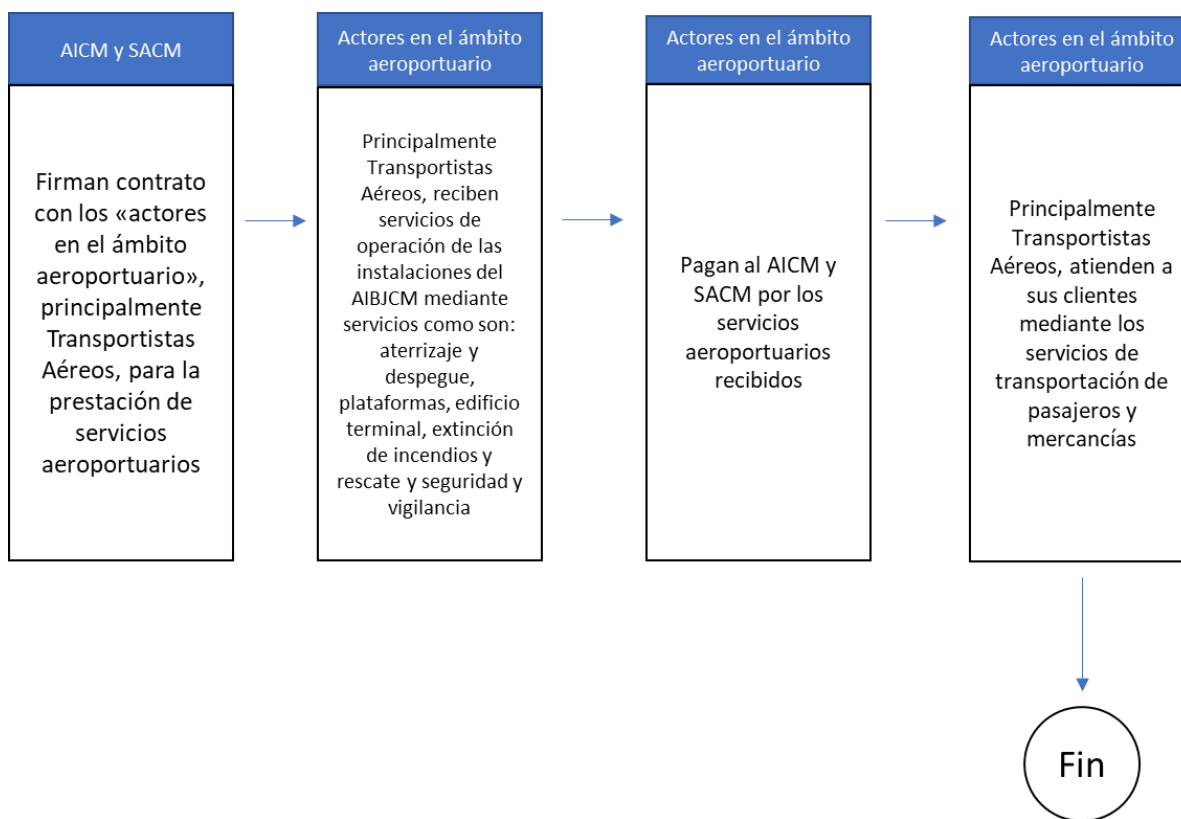 AICM y SACM
Firman contrato
con los «actores
en el ámbito
aeroportuario»,
principalmente
Transportistas
Aéreos, para la
prestación de
servicios
aeroportuarios
Actores en el ámbito
aeroportuario
Principalmente
Transportistas
Aéreos, reciben
servicios de
operación de las
instalaciones del
AIBJCM mediante
servicios como son:
aterrizaje y
despegue,
plataformas, edificio
terminal, extinción
de incendios y
rescate y seguridad y
vigilancia
Actores en el ámbito
aeroportuario
Pagan al AICM y
SACM por los
servicios
aeroportuarios
recibidos
Actores en el ámbito
aeroportuario
Principalmente
Transportistas
Aéreos, atienden a
sus clientes
mediante los
servicios de
transportación de
pasajeros y
mercancías
Fin